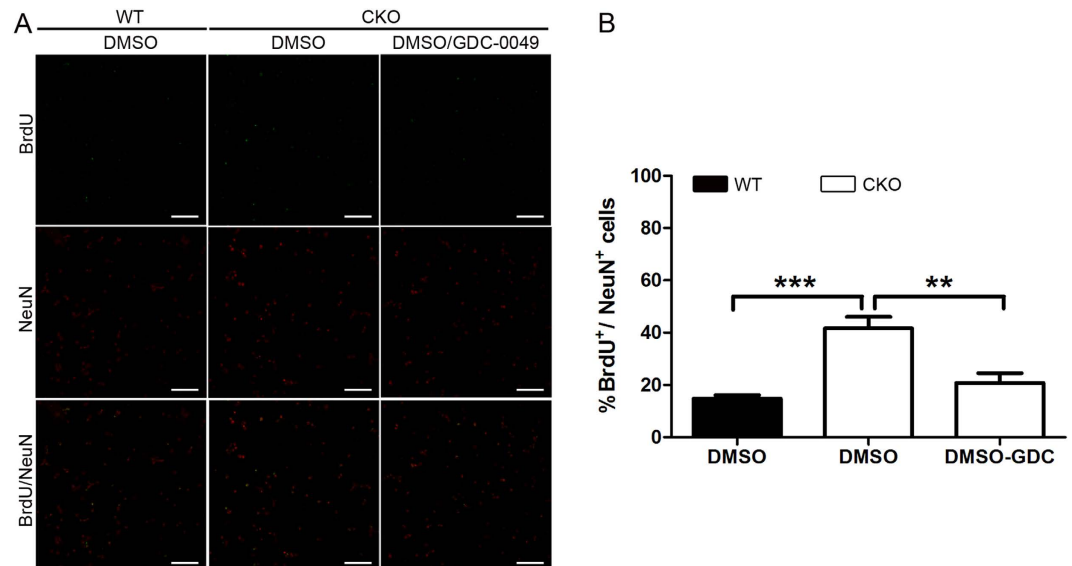 A
WT
CKO
DMSO
DMSO
DMSO/GDC-0049
BrdU
NeuN
BrdU/NeuN
B
% BrdU⁺/ NeuN⁺ cells
100
80
60
40
20
0
WT
CKO
***
**
DMSO
DMSO
DMSO-GDC